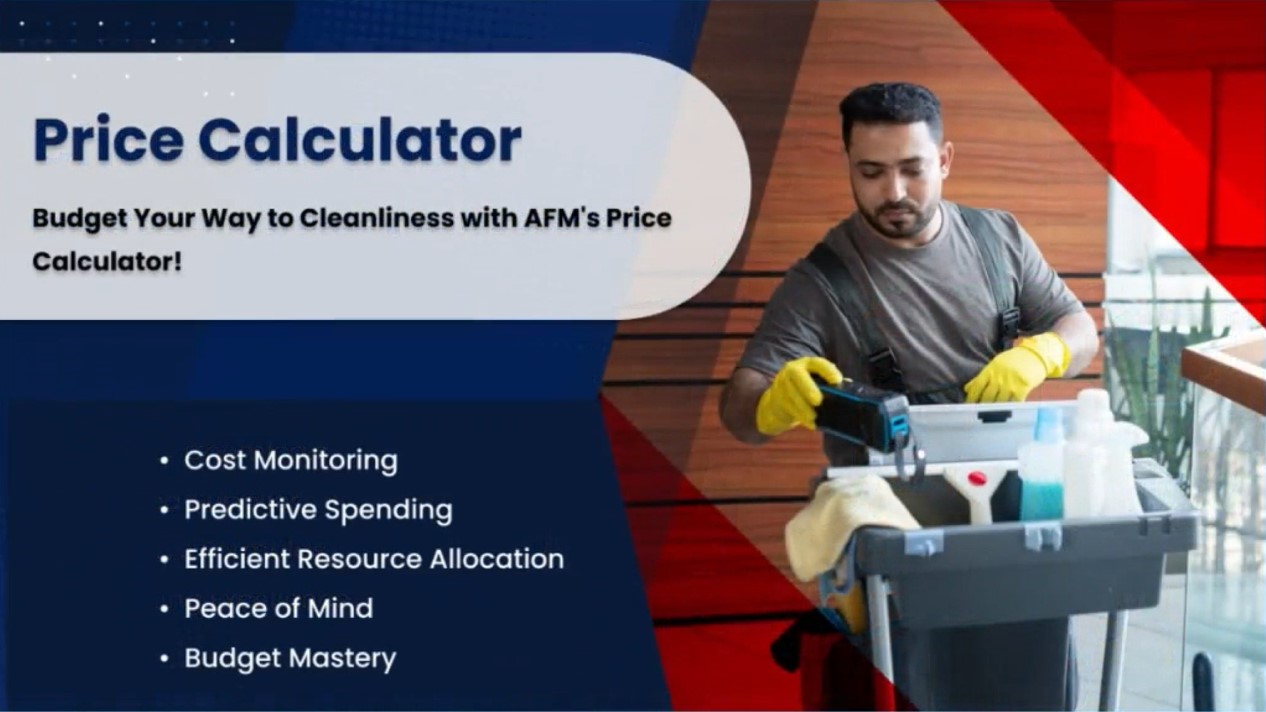 Price Calculator
Budget Your Way to Cleanliness with AFM's Price
Calculator!
• Cost Monitoring
• Predictive Spending
• Efficient Resource Allocation
• Peace of Mind
• Budget Mastery